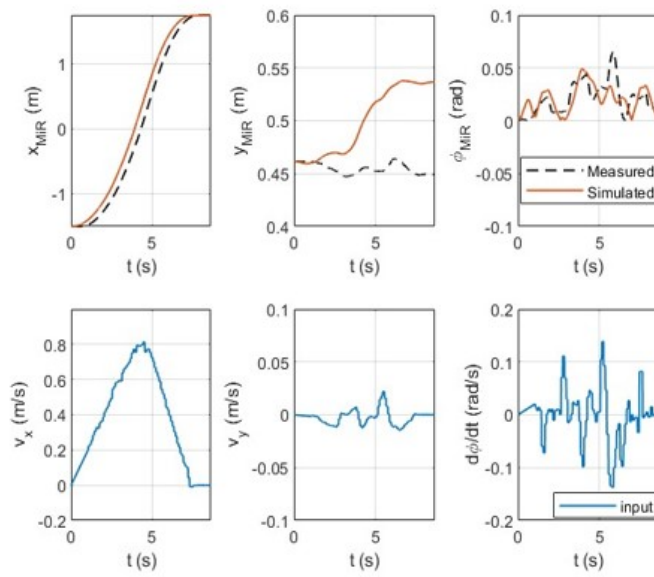 1
0
-1
x_MiR (m)
0 5
t (s)
0.6
0.55
0.5
0.45
0.4
y_MiR (m)
0 5
t (s)
0.1
0.05
0
-0.05
-0.1
ϕ_MiR (rad)
Measured
Simulated
0 5
t (s)
0.8
0.6
0.4
0.2
0
-0.2
v_x (m/s)
0 5
t (s)
0.1
0.05
0
-0.05
-0.1
v_y (m/s)
0 5
t (s)
0.2
0.1
0
-0.1
-0.2
dϕ/dt (rad/s)
input
0 5
t (s)